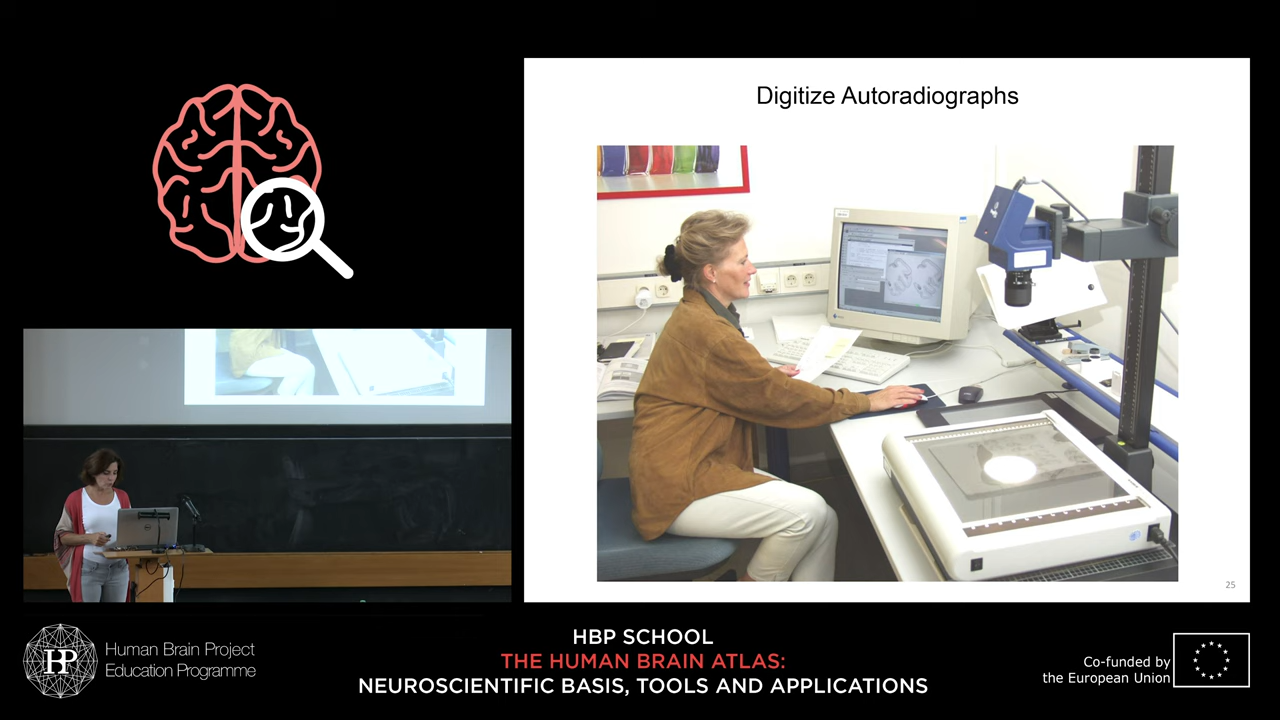 Digitize Autoradiographs
25
HBP SCHOOL
THE HUMAN BRAIN ATLAS:
NEUROSCIENTIFIC BASIS, TOOLS AND APPLICATIONS
HP
Human Brain Project
Education Programme
Co-funded by
the European Union